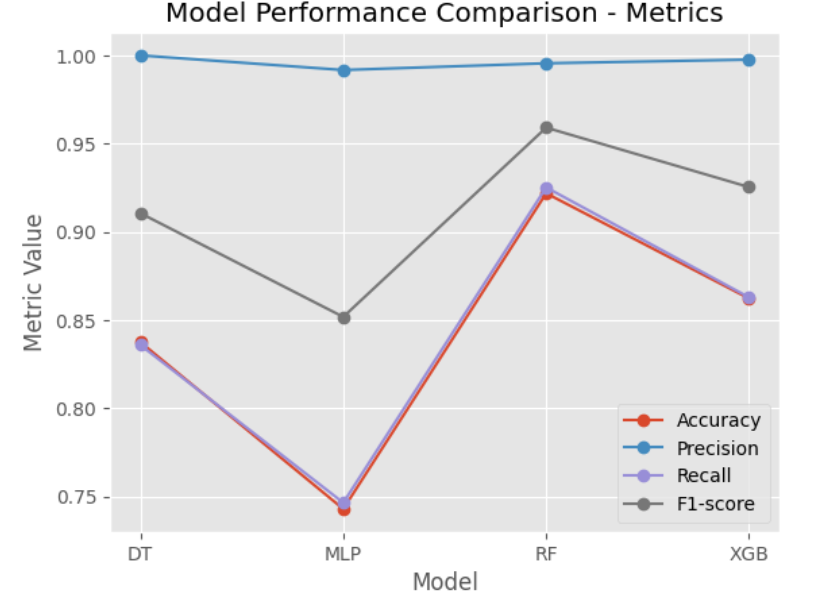 Model Performance Comparison - Metrics
1.00
0.95
0.90
0.85
0.80
0.75
Metric Value
Accuracy
Precision
Recall
F1-score
DT MLP RF XGB
Model